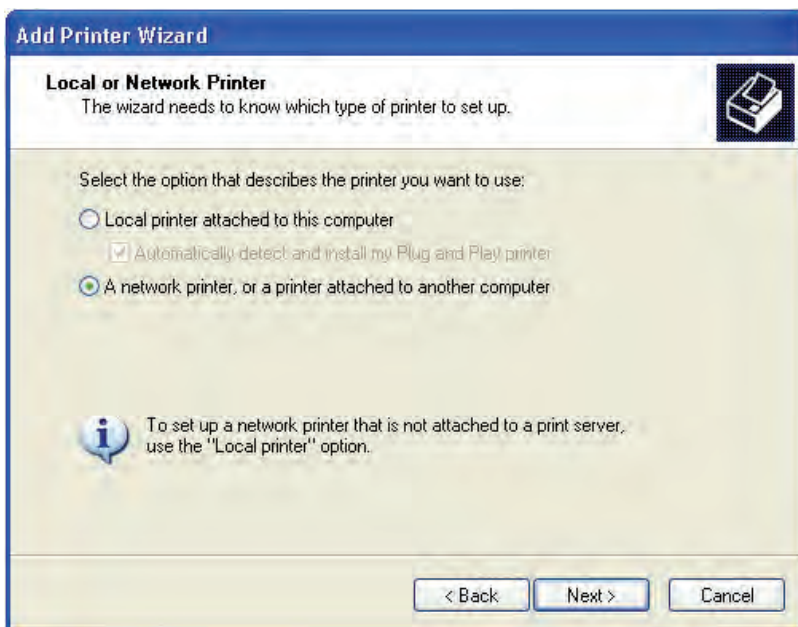 Add Printer Wizard
Local or Network Printer
The wizard needs to know which type of printer to set up.
Select the option that describes the printer you want to use:
Local printer attached to this computer
Automatically detect and install my Plug and Play printer
A network printer, or a printer attached to another computer
To set up a network printer that is not attached to a print server,
use the "Local printer" option.
< Back Next > Cancel